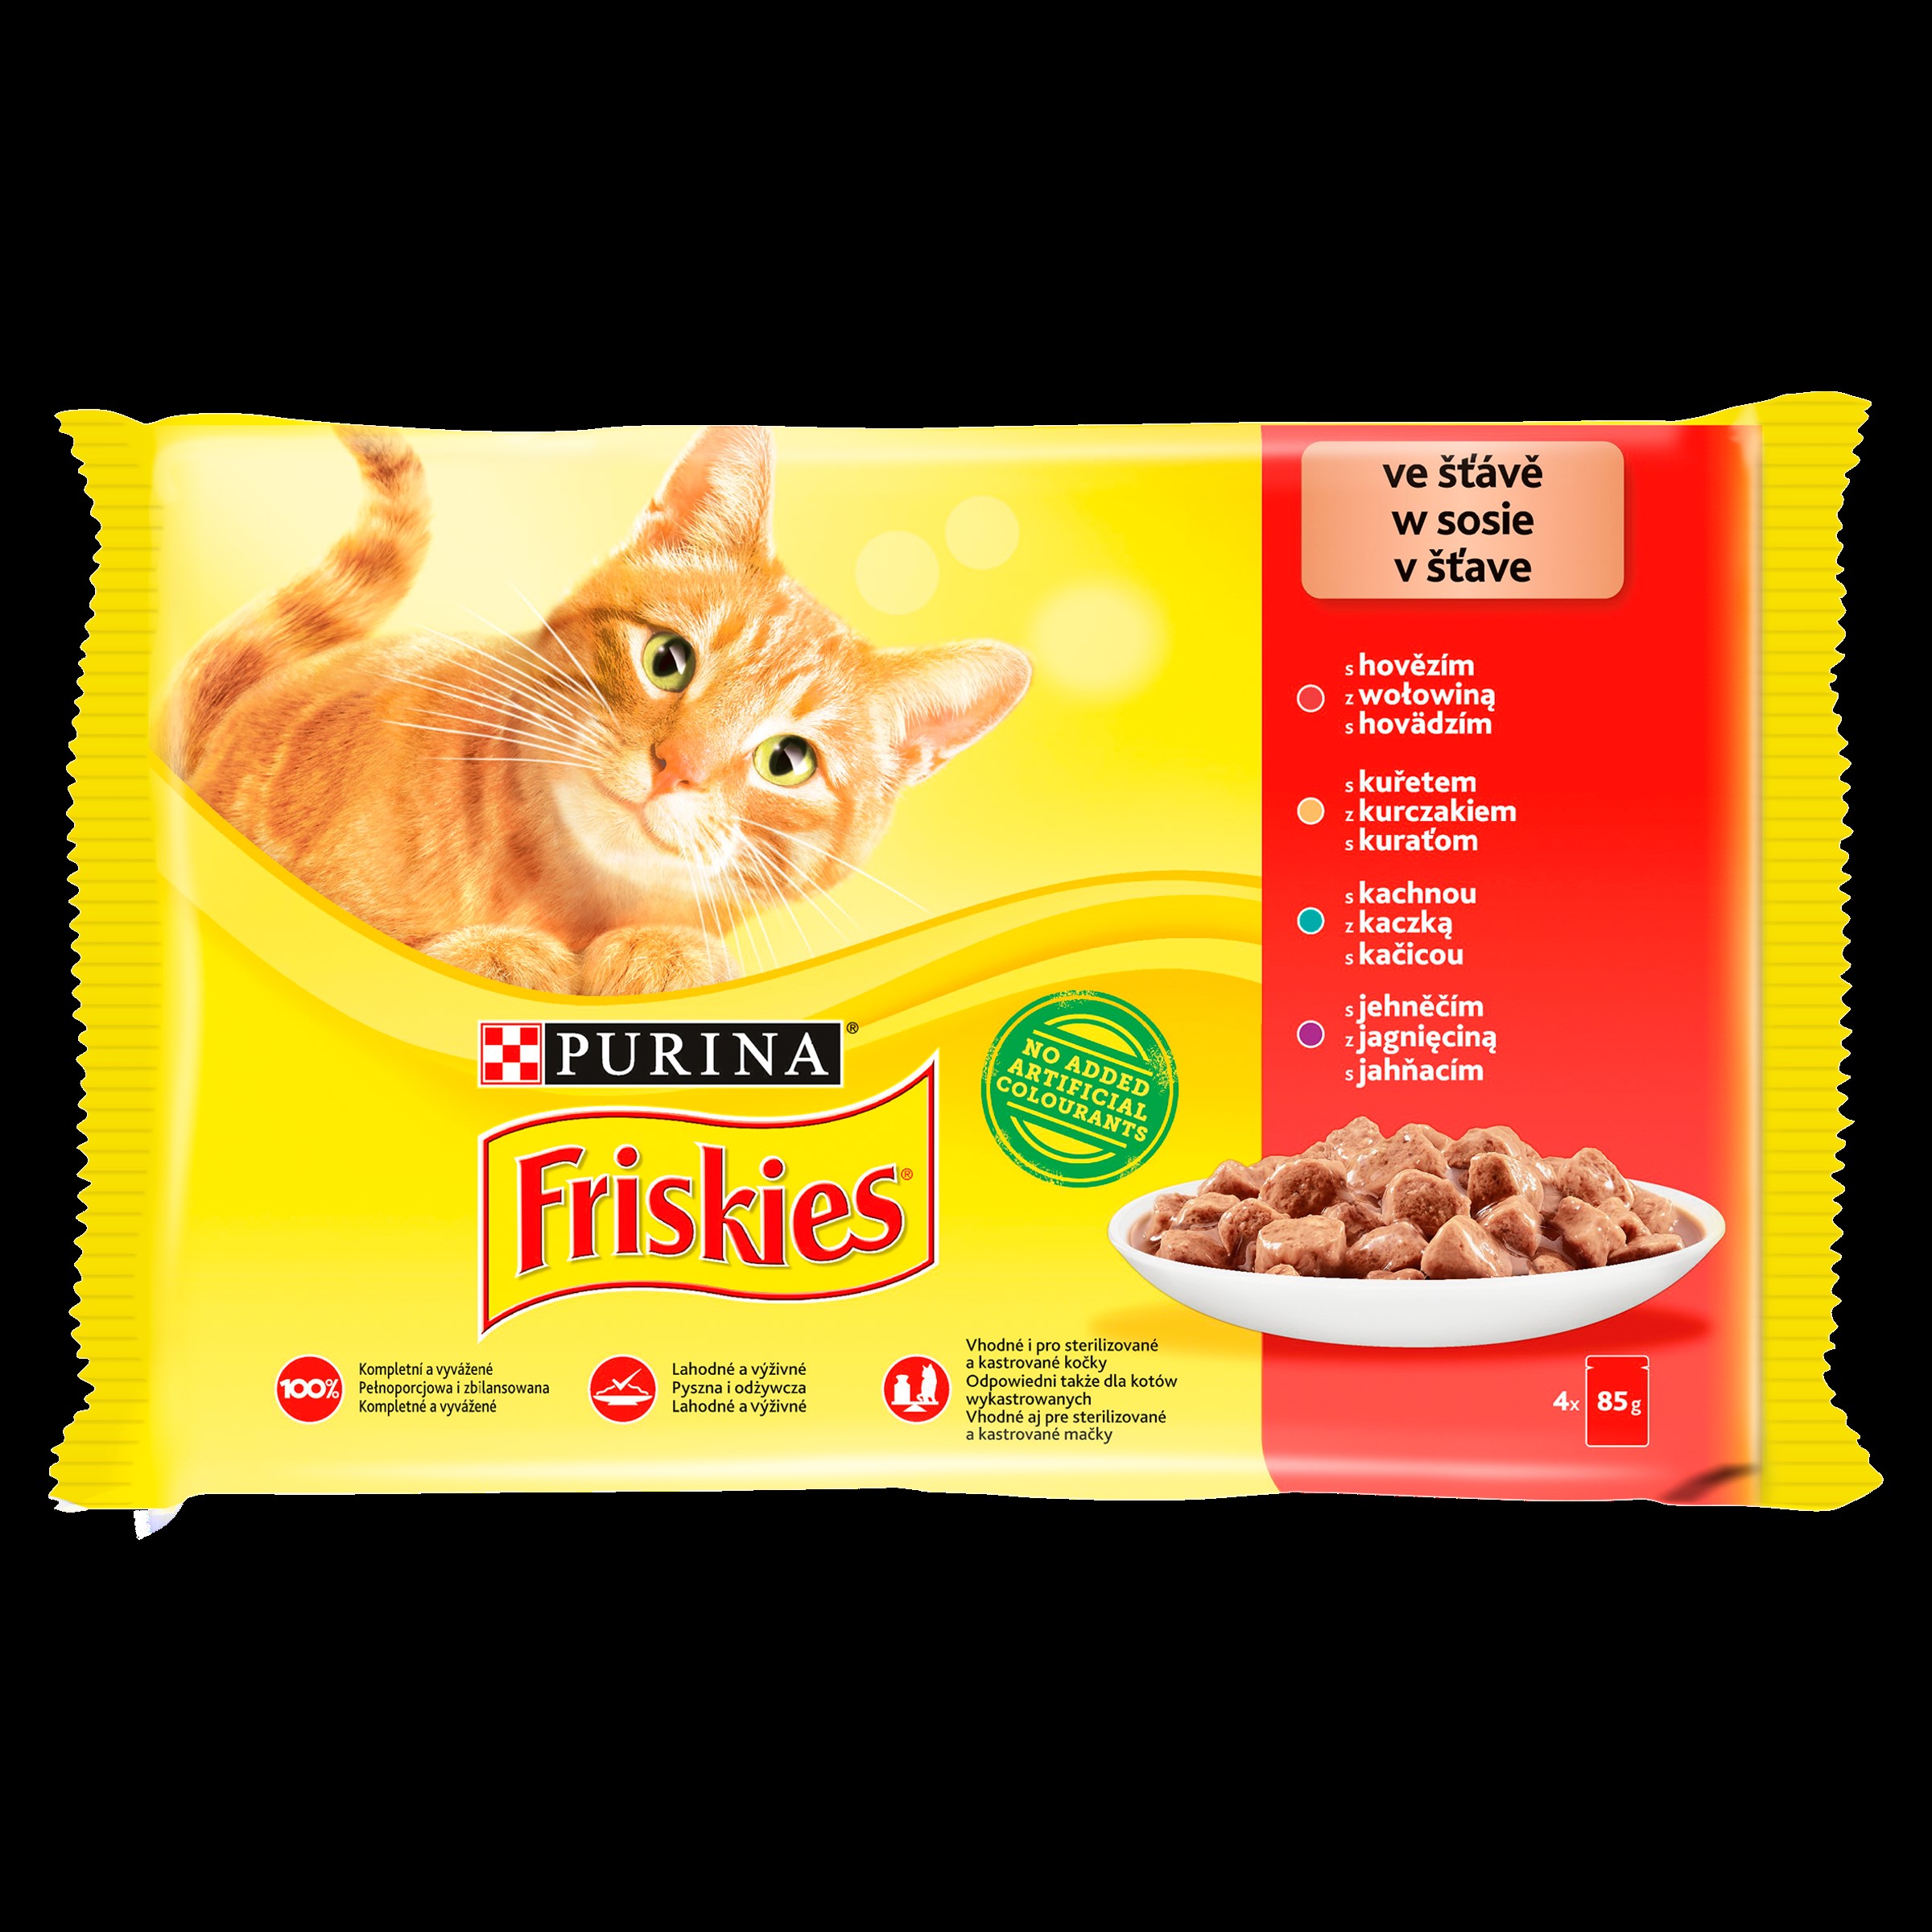 ve šťávě
w sosie
v šťave
s hovězím
z wołowiną
s hovädzím
s kuřetem
z kurczakiem
s kuraťom
s kachnou
z kaczką
s kačicou
s jehněčím
z jagnięciną
s jahňacím
PURINA®
Friskies®
NO ADDED
ARTIFICIAL
COLOURANTS
100%
Kompletní a vyvážené
Pełnoporcjowa i zbilansowana
Kompletné a vyvážené
Lahodné a výživné
Pyszna i odżywcza
Lahodné a výživné
Vhodné i pro sterilizované
a kastrované kočky
Odpowiedni także dla kotów
wykastrowanych
Vhodné aj pre sterilizované
a kastrované mačky
4x 85g